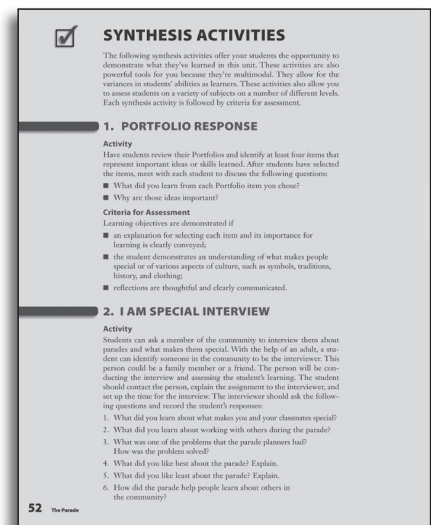 SYNTHESIS ACTIVITIES
The following synthesis activities offer your students the opportunity to
demonstrate what they've learned in this unit. These activities are also
powerful tools for you because they're multimodal. They allow for the
variances in students' abilities as learners. These activities also allow you
to assess students on a variety of subjects on a number of different levels.
Each synthesis activity is followed by criteria for assessment.
1. PORTFOLIO RESPONSE
Activity
Have students review their Portfolios and identify at least four items that
represent important ideas or skills learned. After students have selected
the items, meet with each student to discuss the following questions:
■ What did you learn from each Portfolio item you chose?
■ Why are those ideas important?
Criteria for Assessment
Learning objectives are demonstrated if
■ an explanation for selecting each item and its importance for
learning is clearly conveyed;
■ the student demonstrates an understanding of what makes people
special or of various aspects of culture, such as symbols, traditions,
history, and clothing;
■ reflections are thoughtful and clearly communicated.
2. I AM SPECIAL INTERVIEW
Activity
Students can ask a member of the community to interview them about
parades and what makes them special. With the help of an adult, a stu-
dent can identify someone in the community to be the interviewer. This
person could be a family member or a friend. The person will be con-
ducting the interview and assessing the student's learning. The student
should contact the person, explain the assignment to the interviewer, and
set up the time for the interview. The interviewer should ask the follow-
ing questions and record the student's responses:
1. What did you learn about what makes you and your classmates special?
2. What did you learn about working with others during the parade?
3. What was one of the problems that the parade planners had?
How was the problem solved?
4. What did you like best about the parade? Explain.
5. What did you like least about the parade? Explain.
6. How did the parade help people learn about others in
the community?
52 The Parade